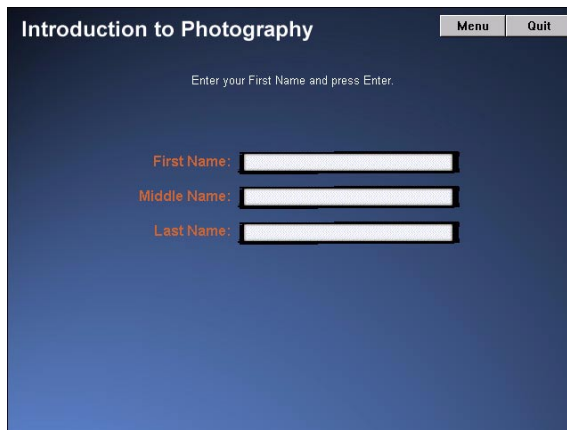 Introduction to Photography
Menu Quit
Enter your First Name and press Enter.
First Name:
Middle Name:
Last Name: